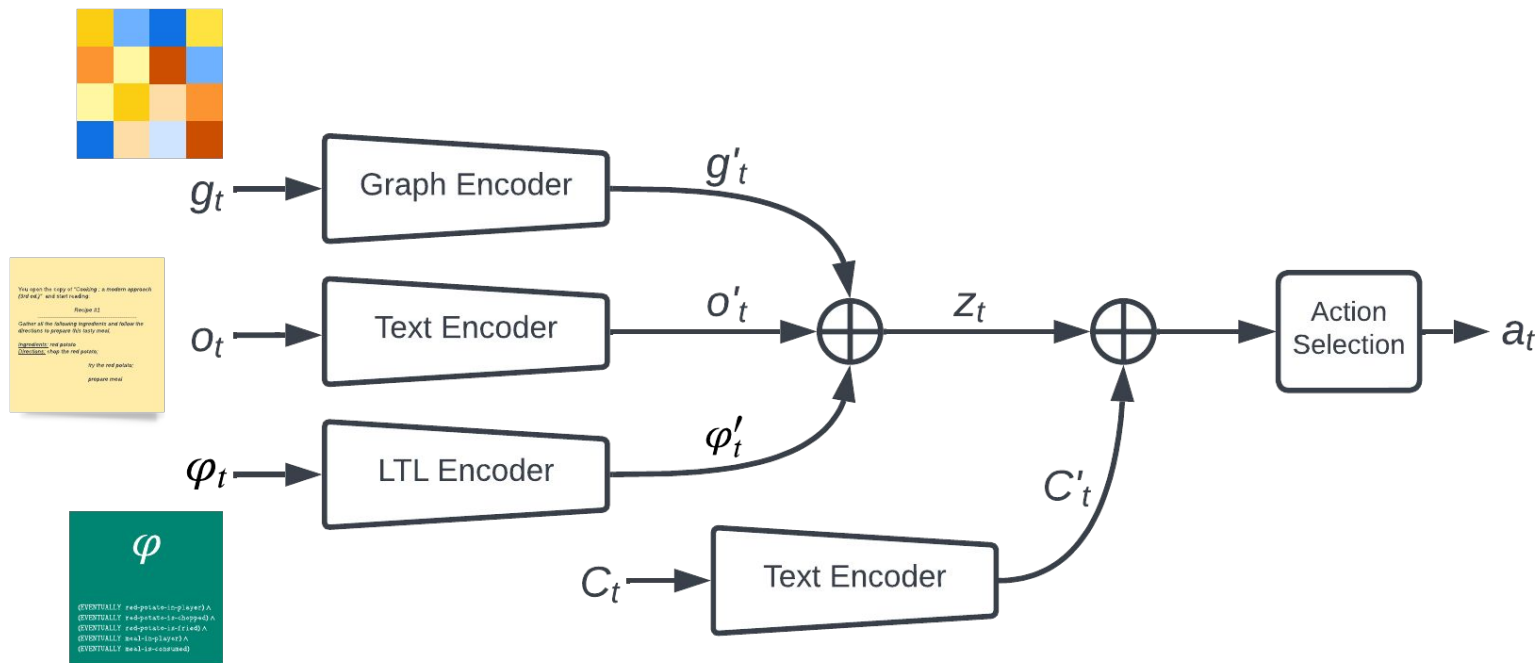 g_t
Graph Encoder
g'_t
You open the copy of "Cooking : a modern approach
(3rd ed.)" and start reading:
Recipe #1
Gather all the following ingredients and follow the
directions to prepare this tasty meal.
Ingredients: red potato
Directions: chop the red potato;
fry the red potato;
prepare meal
o_t
Text Encoder
o'_t
z_t
Action
Selection
a_t
φ_t
LTL Encoder
φ'_t
C'_t
C_t
Text Encoder
φ
(EVENTUALLY red-potato-in-player)∧
(EVENTUALLY red-potato-is-chopped)∧
(EVENTUALLY red-potato-is-fried)∧
(EVENTUALLY meal-in-player)∧
(EVENTUALLY meal-is-consumed)